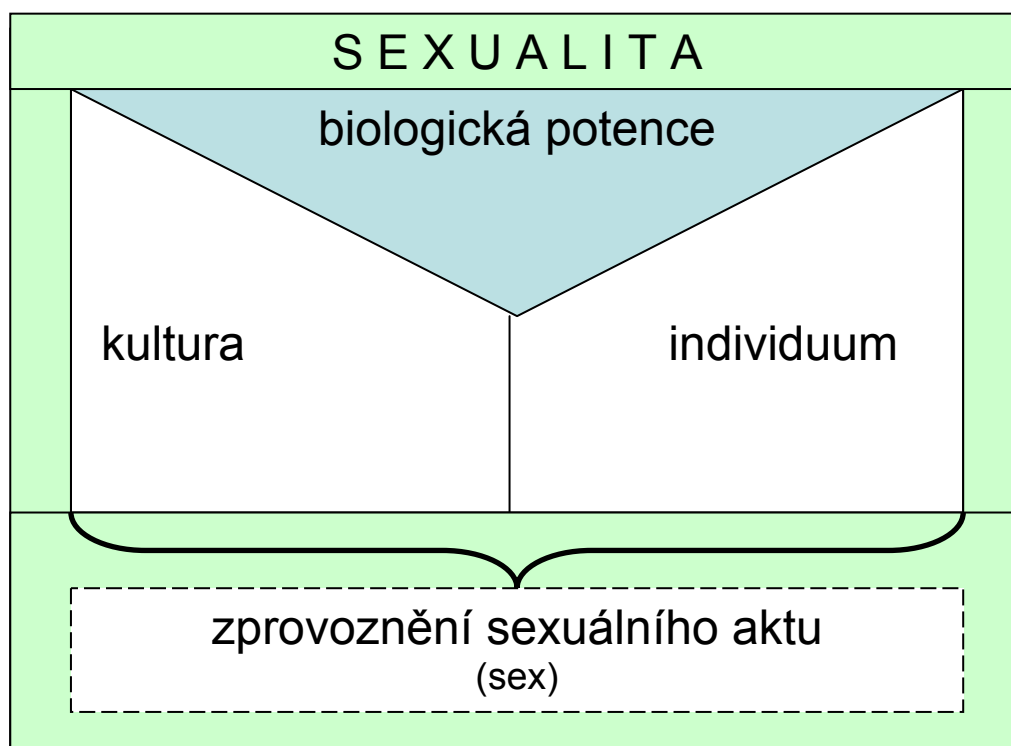 S E X U A L I T A
biologická potence
kultura
individuum
zprovoznění sexuálního aktu
(sex)